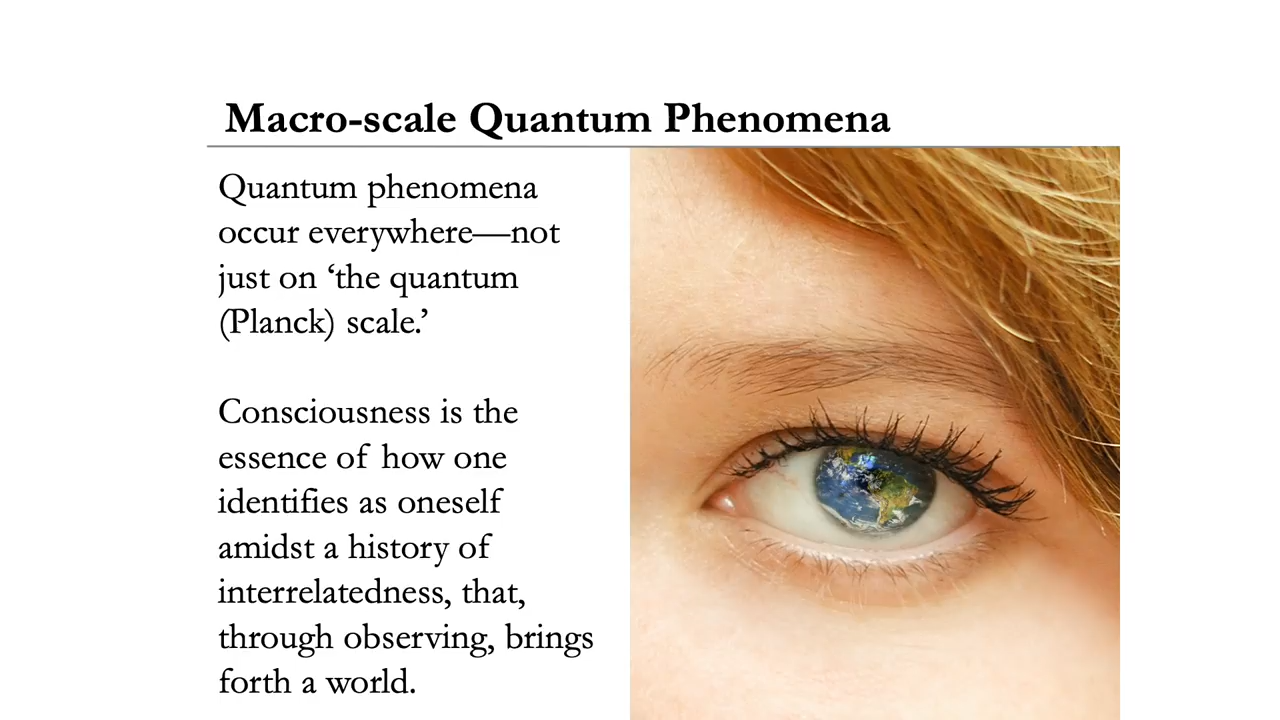 Macro-scale Quantum Phenomena
Quantum phenomena
occur everywhere—not
just on ‘the quantum
(Planck) scale.’
Consciousness is the
essence of how one
identifies as oneself
amidst a history of
interrelatedness, that,
through observing, brings
forth a world.